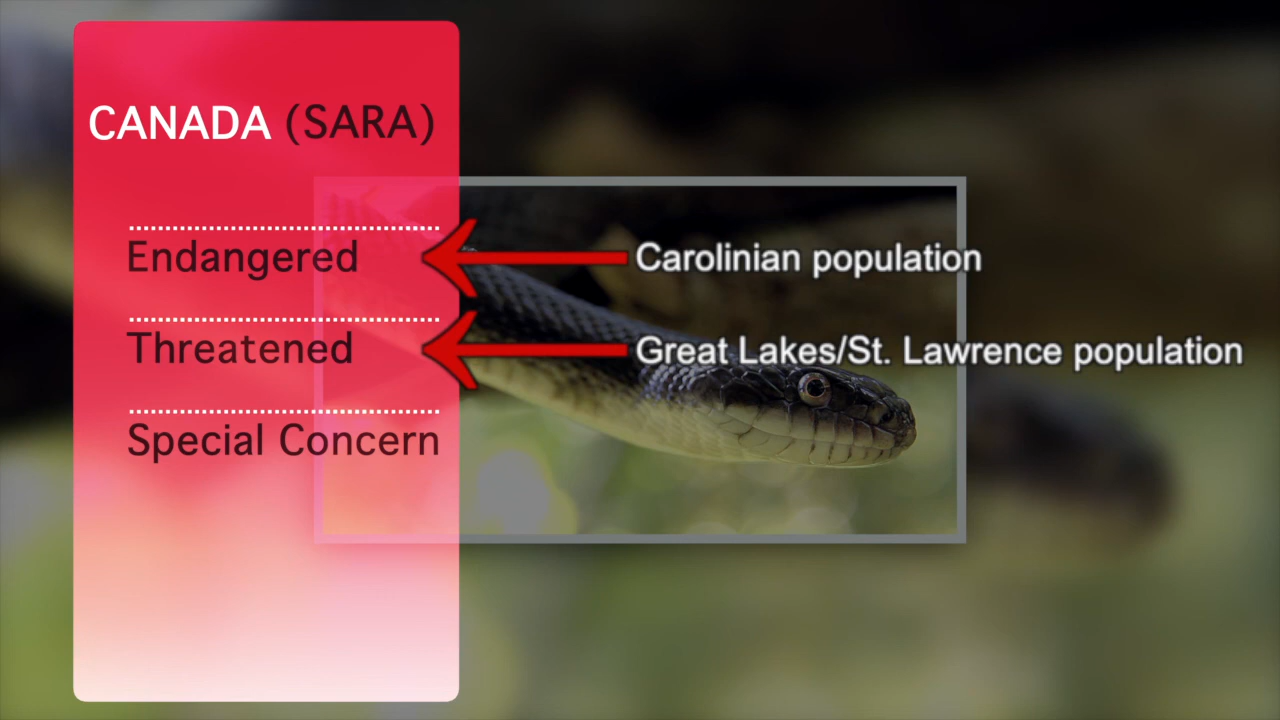 CANADA (SARA)
Endangered
Carolinian population
Threatened
Great Lakes/St. Lawrence population
Special Concern